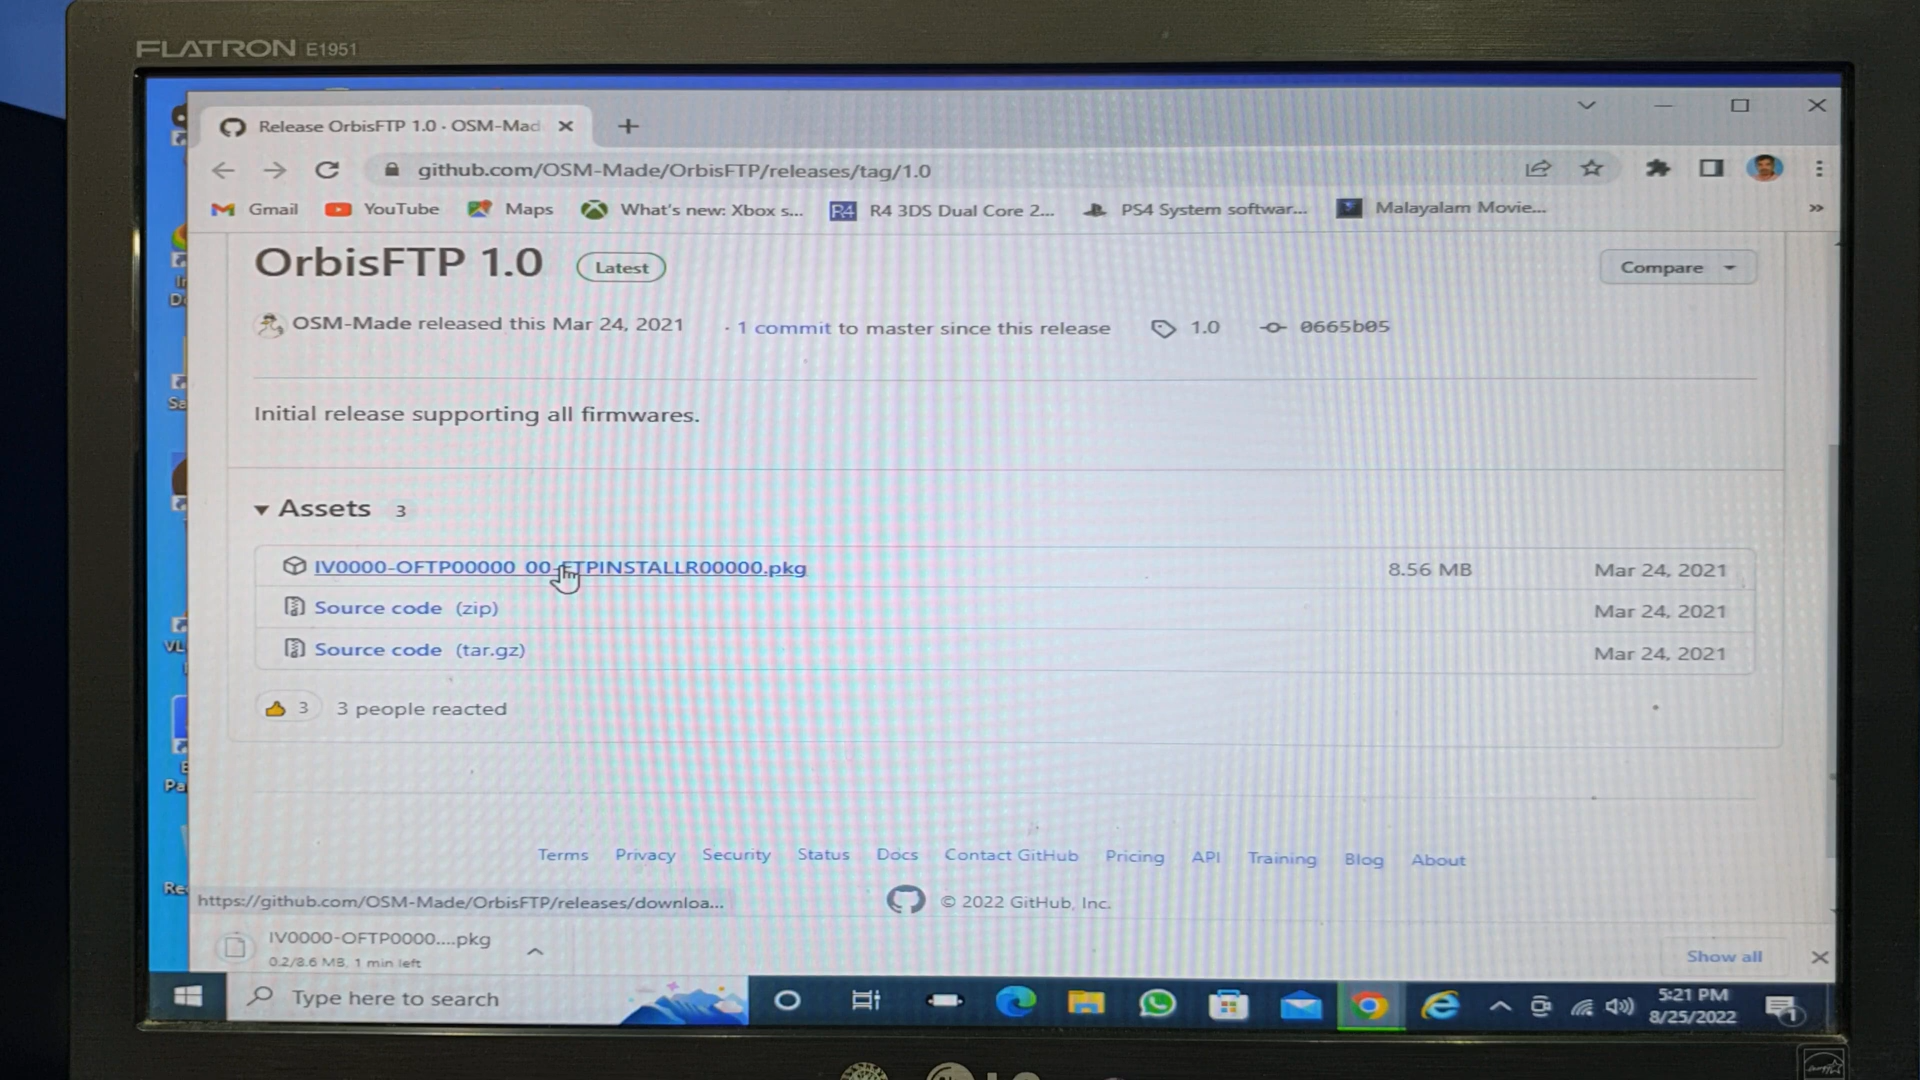 FLATRON E1951
Release OrbisFTP 1.0 · OSM-Mad
github.com/OSM-Made/OrbisFTP/releases/tag/1.0
Gmail YouTube Maps What's new: Xbox s... R4 R4 3DS Dual Core 2... PS4 System softwar... Malayalam Movie... »
OrbisFTP 1.0 Latest Compare
OSM-Made released this Mar 24, 2021 · 1 commit to master since this release 1.0 0665b05
Initial release supporting all firmwares.
Assets 3
IV0000-OFTP00000_00-FTPINSTALLR00000.pkg 8.56 MB Mar 24, 2021
Source code (zip) Mar 24, 2021
Source code (tar.gz) Mar 24, 2021
3 3 people reacted
Terms Privacy Security Status Docs Contact GitHub Pricing API Training Blog About
https://github.com/OSM-Made/OrbisFTP/releases/downloa...
© 2022 GitHub, Inc.
IV0000-OFTP0000....pkg
0.2/8.6 MB, 1 min left
Show all
Type here to search
5:21 PM
8/25/2022
1